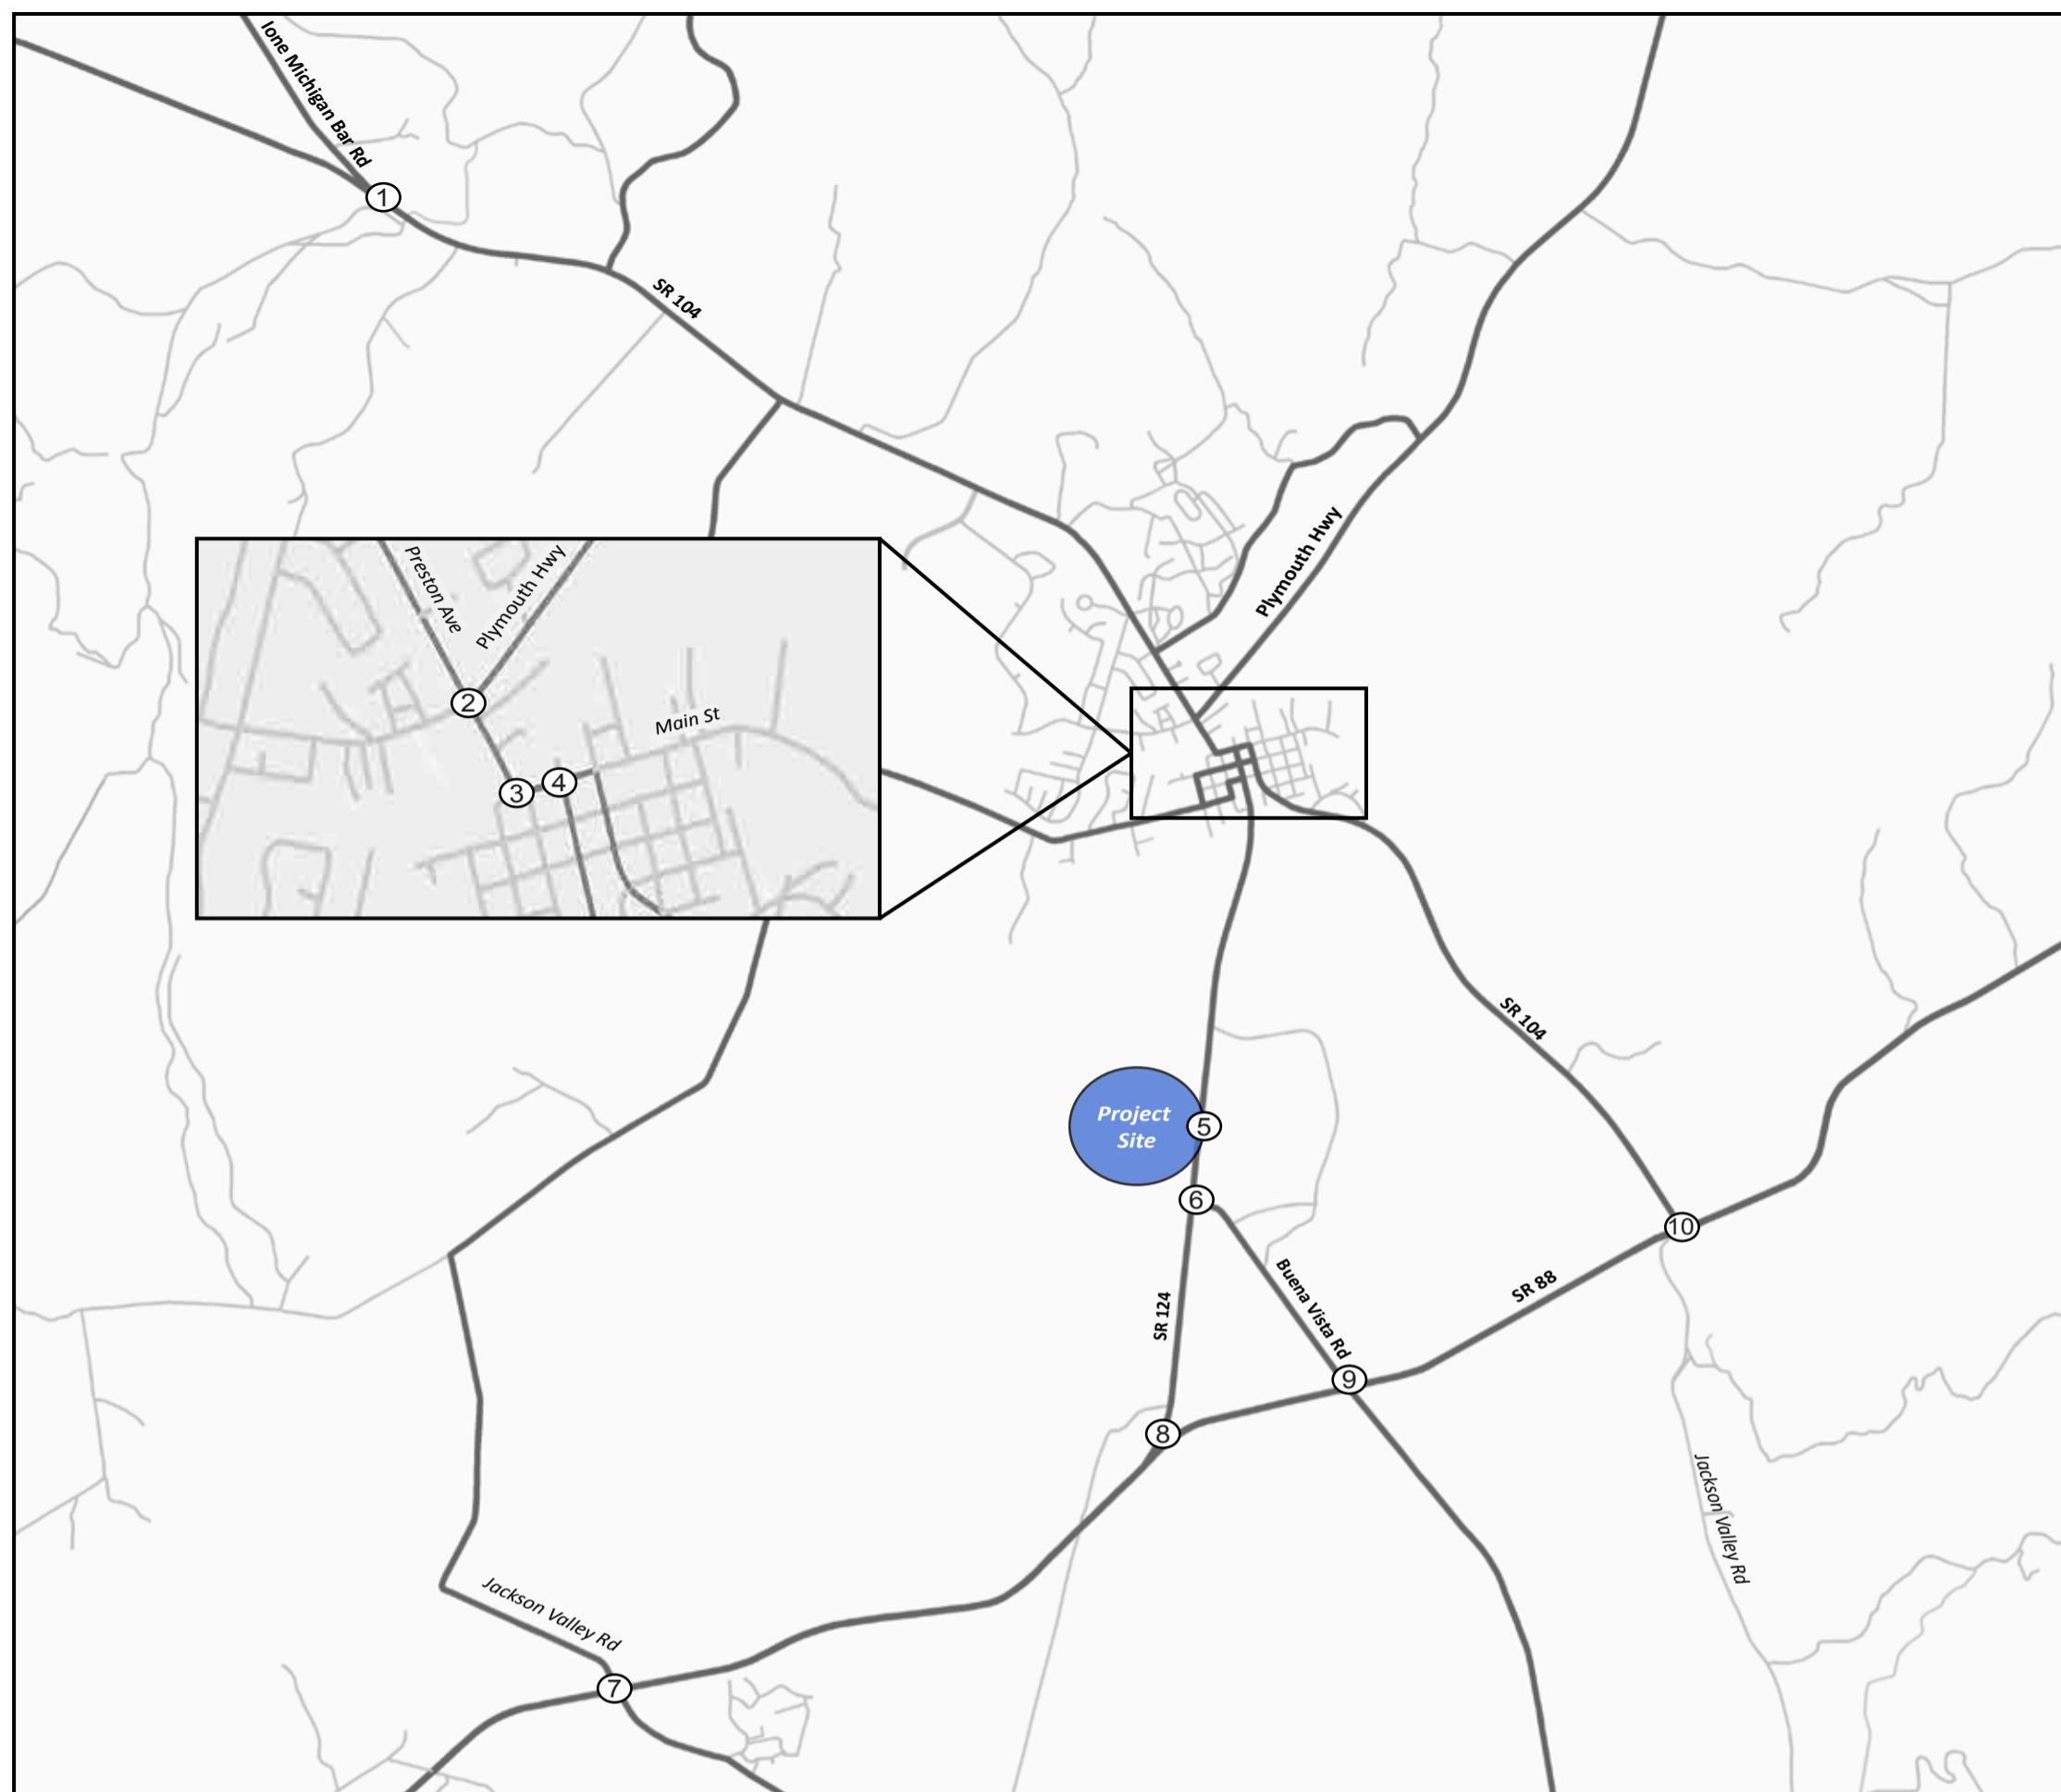 Ione Michigan Bar Rd
1
SR 104
Plymouth Hwy
Preston Ave
Plymouth Hwy
2
Main St
3
4
SR 104
Project
Site
5
6
10
Buena Vista Rd
SR 88
SR 124
9
8
Jackson Valley Rd
Jackson Valley Rd
7